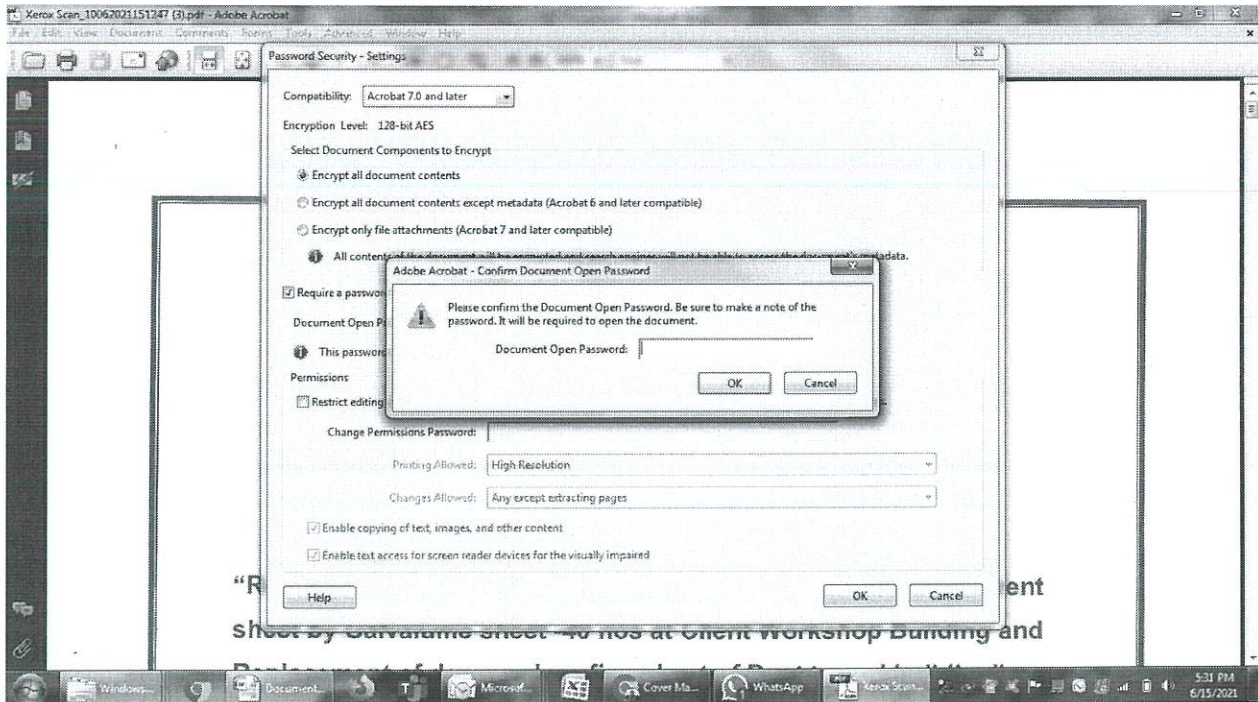 Xerox Scan_10062021151247 (3).pdf - Adobe Acrobat
File Edit View Document Comments Forms Tools Advanced Window Help
Password Security - Settings
Compatibility: Acrobat 7.0 and later
Encryption Level: 128-bit AES
Select Document Components to Encrypt
Encrypt all document contents
Encrypt all document contents except metadata (Acrobat 6 and later compatible)
Encrypt only file attachments (Acrobat 7 and later compatible)
All contents of the document will be encrypted and search engines will not be able to access the document's metadata.
Adobe Acrobat - Confirm Document Open Password
Require a password
Please confirm the Document Open Password. Be sure to make a note of the
password. It will be required to open the document.
Document Open P
This password
Document Open Password:
OK Cancel
Permissions
Restrict editing
Change Permissions Password:
Printing Allowed: High Resolution
Changes Allowed: Any except extracting pages
Enable copying of text, images, and other content
Enable text access for screen reader devices for the visually impaired
Help OK Cancel
"R ent
sheet by Galvalume sheet -40 nos at Client Workshop Building and
Windows... Document... Microsof... Cover Ma... WhatsApp Xerox Scan... 5:31 PM
6/15/2021